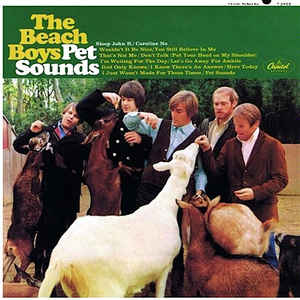 The
Beach
Boys Pet
Sounds
Sloop John B./Caroline No
Wouldn't It Be Nice/You Still Believe In Me
That's Not Me/Don't Talk (Put Your Head on My Shoulder)
I'm Waiting For The Day/Let's Go Away For Awhile
God Only Knows/I Know There's An Answer/Here Today
I Just Wasn't Made For These Times/Pet Sounds
Capitol